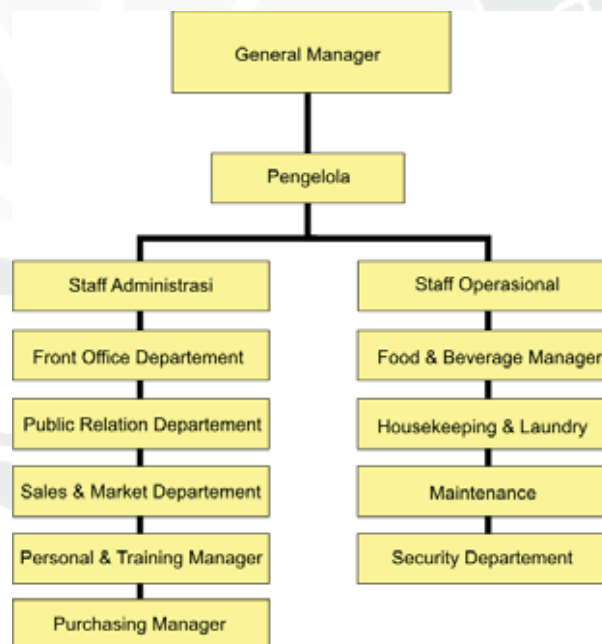 General Manager
Pengelola
Staff Administrasi
Front Office Departement
Public Relation Departement
Sales & Market Departement
Personal & Training Manager
Purchasing Manager
Staff Operasional
Food & Beverage Manager
Housekeeping & Laundry
Maintenance
Security Departement